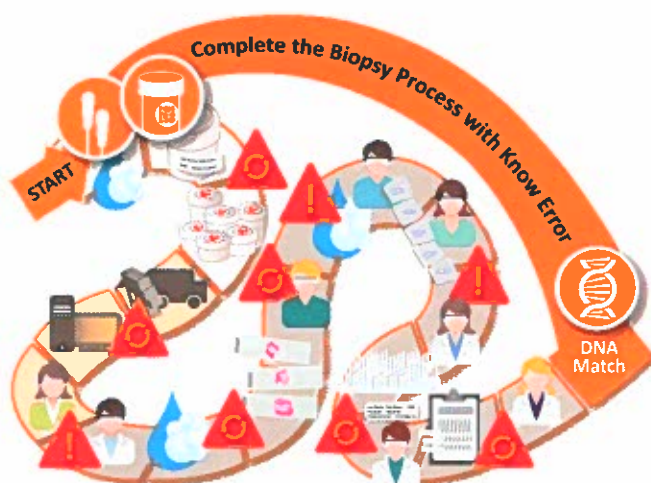 Complete the Biopsy Process with Know Error
START
DNA
Match